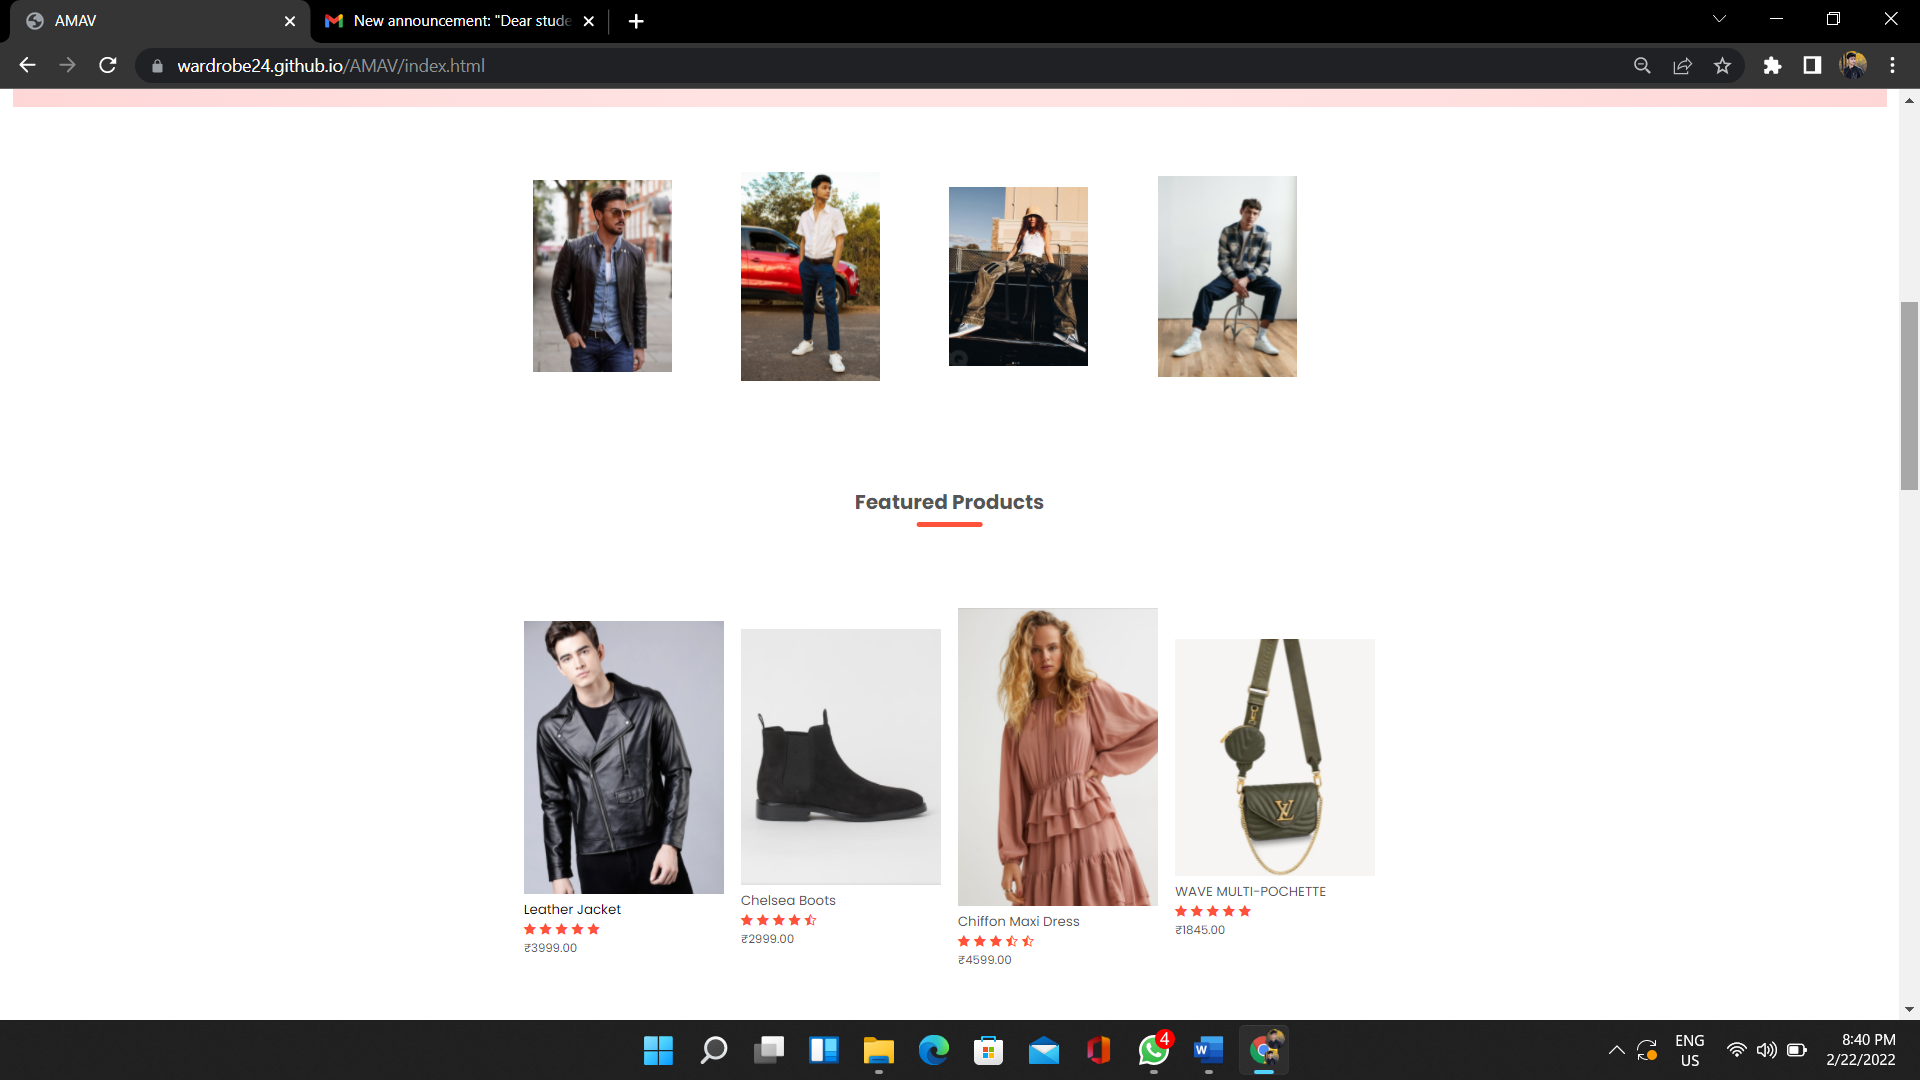 AMAV
New announcement: "Dear stude
wardrobe24.github.io/AMAV/index.html
Featured Products
Leather Jacket
₹3999.00
Chelsea Boots
₹2999.00
Chiffon Maxi Dress
₹4599.00
WAVE MULTI-POCHETTE
₹1845.00
4
W
ENG
US
8:40 PM
2/22/2022